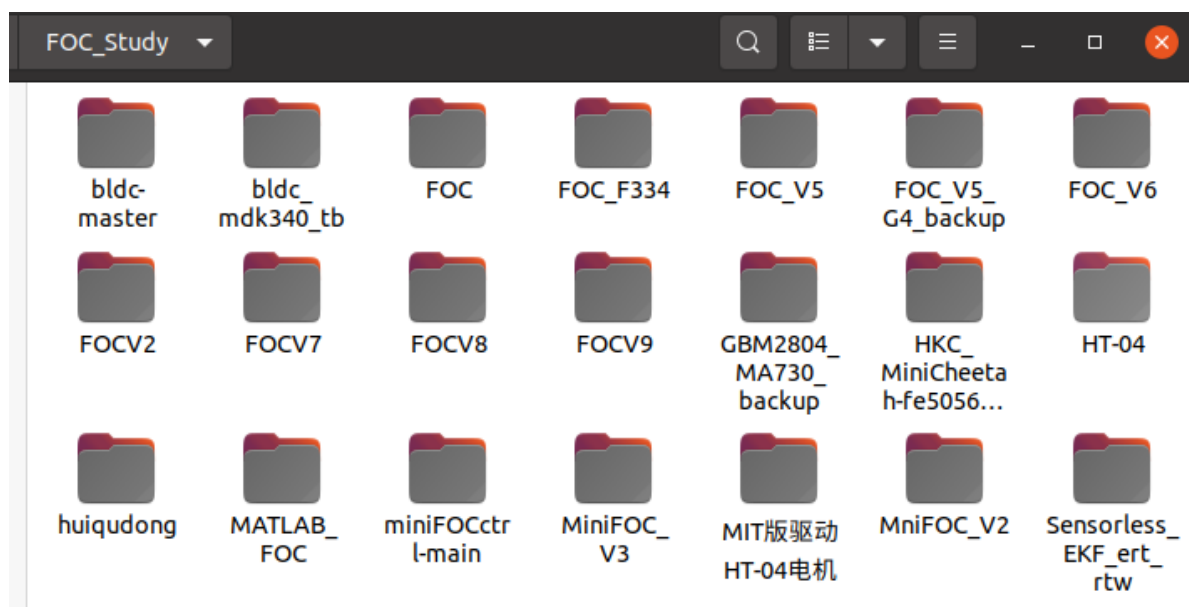 FOC_Study
bldc-
master
bldc_
mdk340_tb
FOC
FOC_F334
FOC_V5
FOC_V5_
G4_backup
FOC_V6
FOCV2
FOCV7
FOCV8
FOCV9
GBM2804_
MA730_
backup
HKC_
MiniCheeta
h-fe5056...
HT-04
huiqudong
MATLAB_
FOC
miniFOCctr
l-main
MiniFOC_
V3
MIT版驱动
HT-04电机
MniFOC_V2
Sensorless_
EKF_ert_
rtw